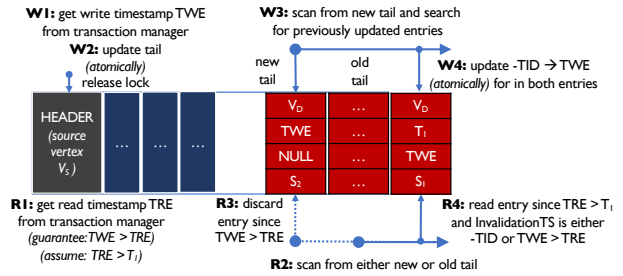 W1: get write timestamp TWE
from transaction manager
W2: update tail
(atomically)
release lock
W3: scan from new tail and search
for previously updated entries
new
tail
old
tail
W4: update -TID → TWE
(atomically) for in both entries
HEADER
(source
vertex
VS )
...
...
...
VD
TWE
NULL
S2
...
...
...
...
VD
T1
TWE
S1
R1: get read timestamp TRE
from transaction manager
(guarantee:TWE > TRE)
(assume: TRE > T1)
R3: discard
entry since
TWE > TRE
R4: read entry since TRE > T1
and InvalidationTS is either
-TID or TWE > TRE
R2: scan from either new or old tail